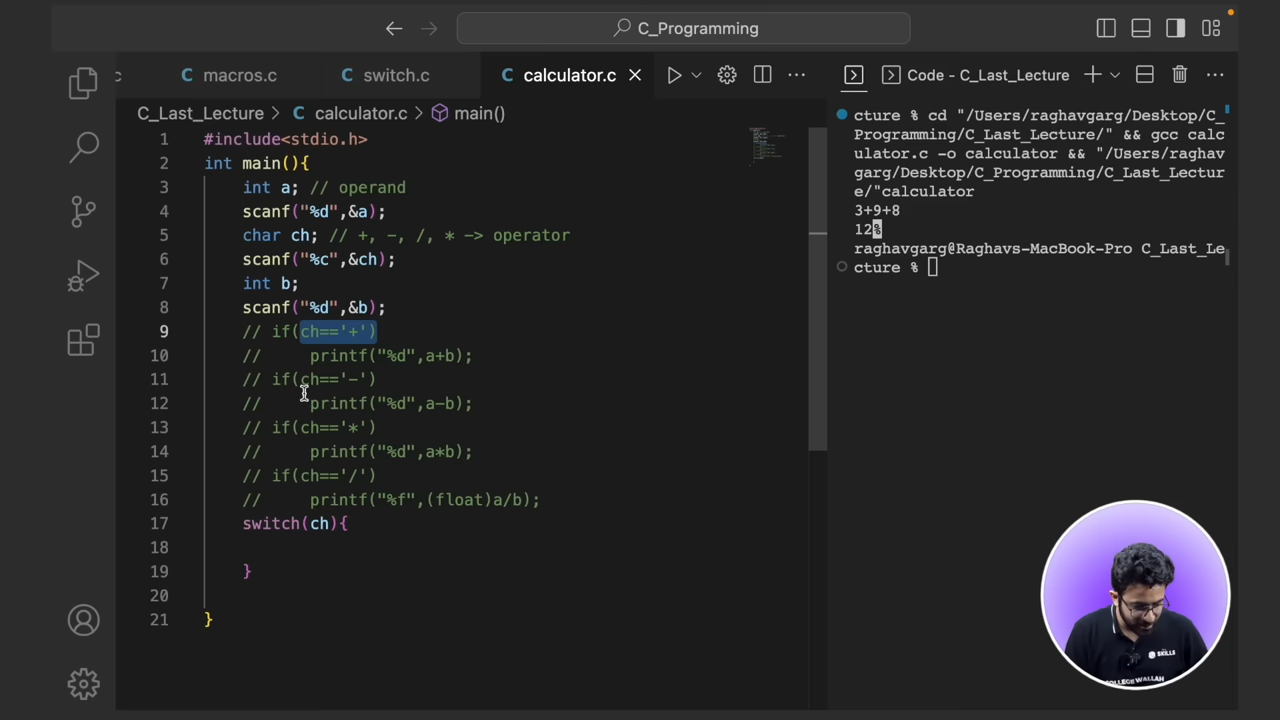 C_Programming
c macros.c switch.c calculator.c Code - C_Last_Lecture
C_Last_Lecture > calculator.c > main()
1 #include<stdio.h>
2 int main(){
3 int a; // operand
4 scanf("%d",&a);
5 char ch; // +, -, /, * -> operator
6 scanf("%c",&ch);
7 int b;
8 scanf("%d",&b);
9 // if(ch=='+')
10 // printf("%d",a+b);
11 // if(ch=='-')
12 // printf("%d",a-b);
13 // if(ch=='*')
14 // printf("%d",a*b);
15 // if(ch=='/')
16 // printf("%f",(float)a/b);
17 switch(ch){
18
19 }
20
21 }
cture % cd "/Users/raghavgarg/Desktop/C_
Programming/C_Last_Lecture/" && gcc calc
ulator.c -o calculator && "/Users/raghav
garg/Desktop/C_Programming/C_Last_Lectur
e/"calculator
3+9+8
12%
raghavgarg@Raghavs-MacBook-Pro C_Last_Le
cture %
SKILLS
COLLEGE WALLAH